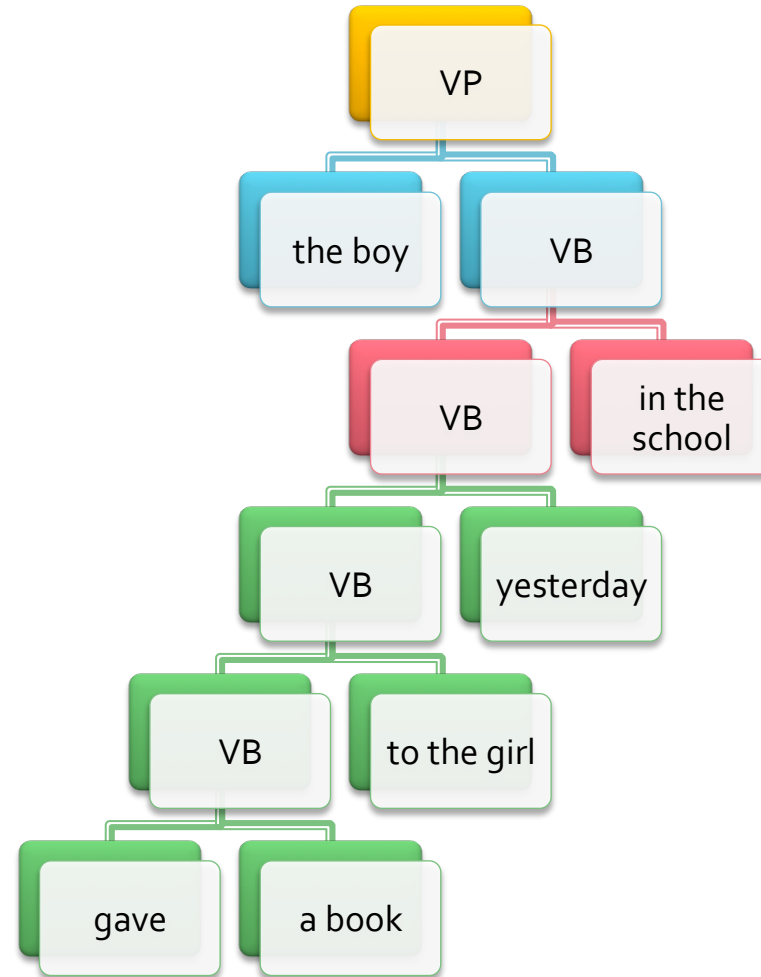 VP
the boy
VB
VB
in the
school
VB
yesterday
VB
to the girl
gave
a book